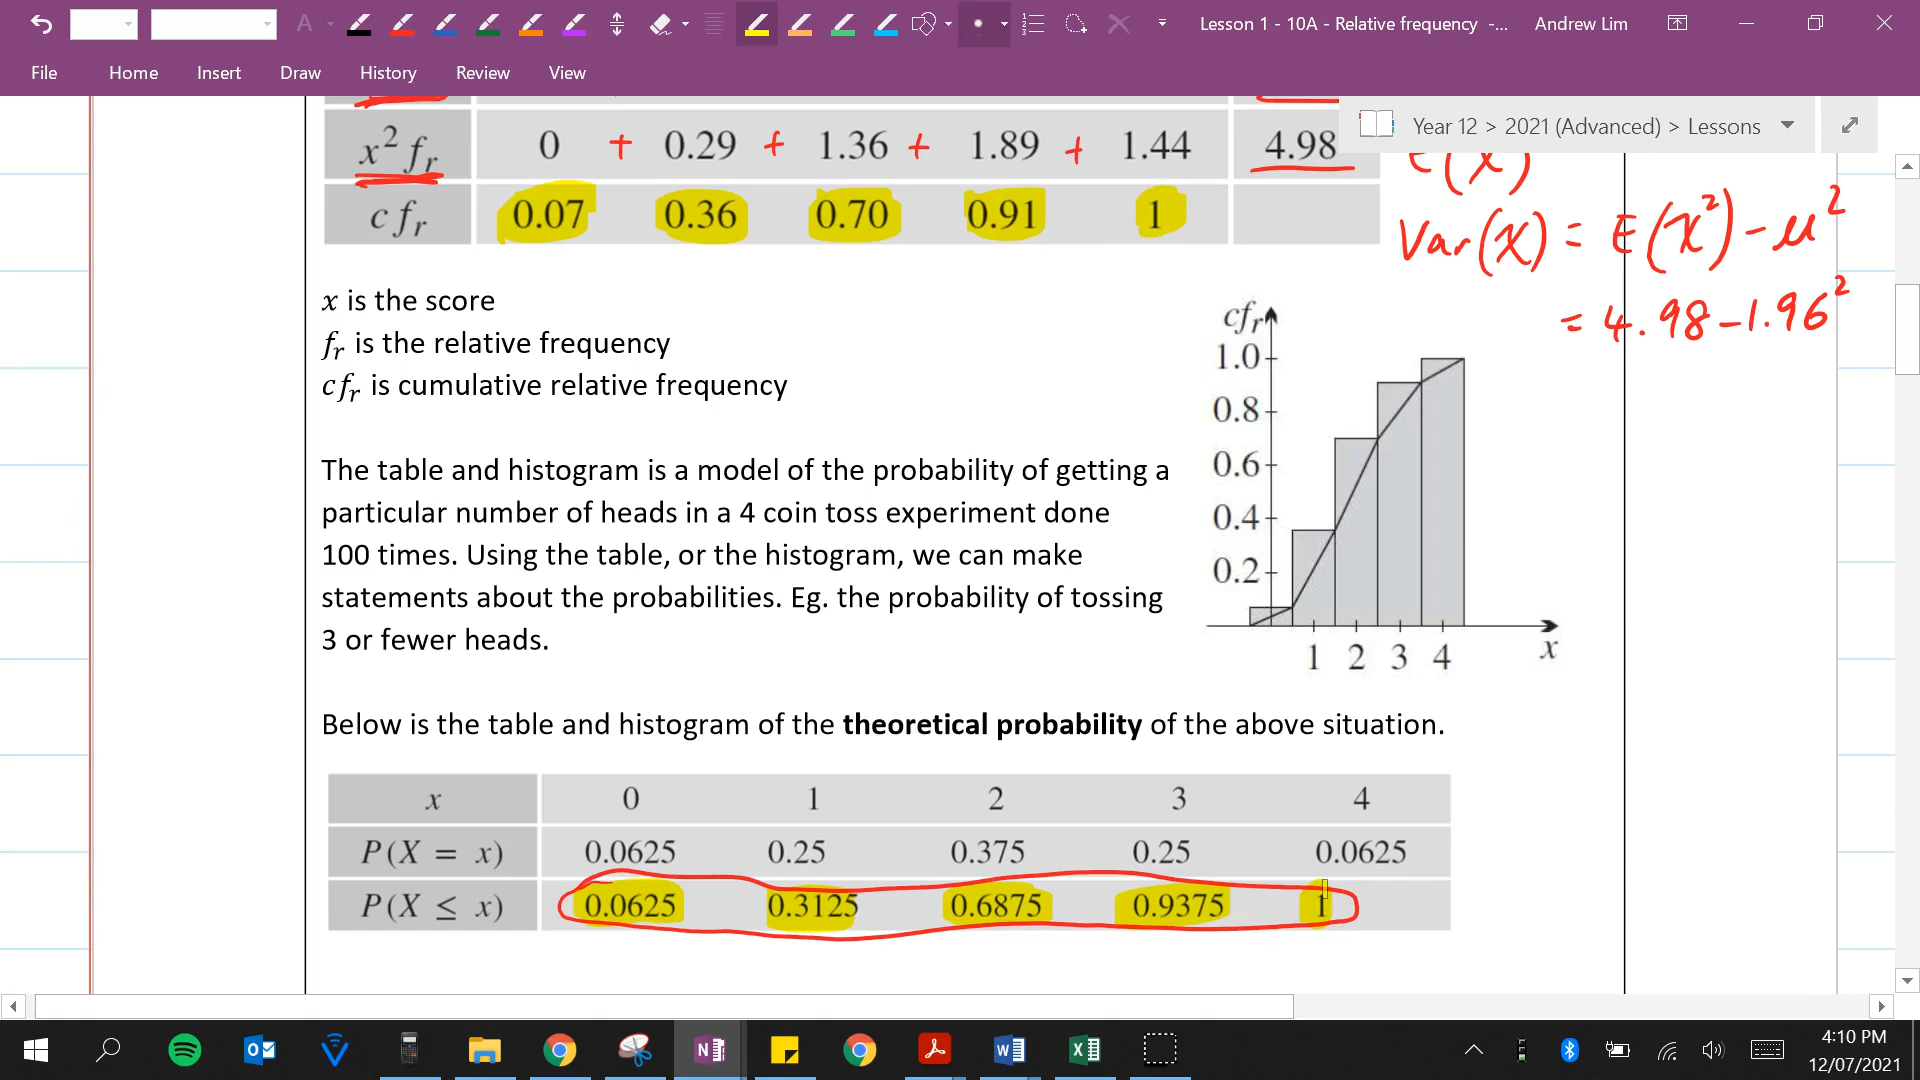 Lesson 1 - 10A - Relative frequency -...
Andrew Lim
File Home Insert Draw History Review View
Year 12 > 2021 (Advanced) > Lessons
x² fᵣ 0 + 0.29 + 1.36 + 1.89 + 1.44 4.98
c fᵣ 0.07 0.36 0.70 0.91 1
E(X)
Var(X) = E(X²) - μ²
= 4.98 - 1.96²
x is the score
fᵣ is the relative frequency
cfᵣ is cumulative relative frequency
The table and histogram is a model of the probability of getting a
particular number of heads in a 4 coin toss experiment done
100 times. Using the table, or the histogram, we can make
statements about the probabilities. Eg. the probability of tossing
3 or fewer heads.
cfᵣ
1.0
0.8
0.6
0.4
0.2
1 2 3 4 x
Below is the table and histogram of the theoretical probability of the above situation.
x 0 1 2 3 4
P(X = x) 0.0625 0.25 0.375 0.25 0.0625
P(X ≤ x) 0.0625 0.3125 0.6875 0.9375 1
4:10 PM
12/07/2021